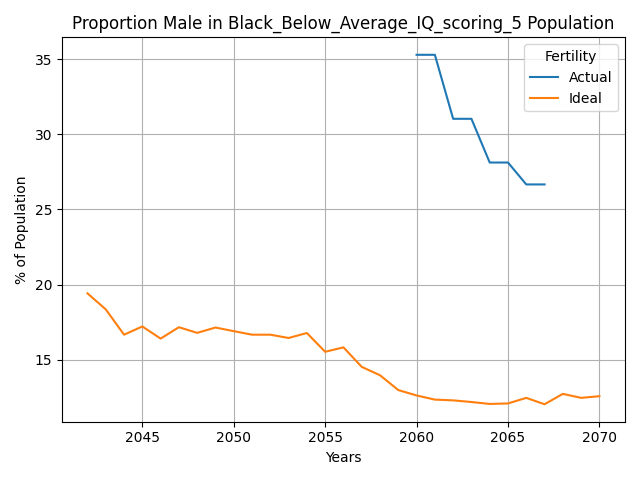 Proportion Male in Black_Below_Average_IQ_scoring_5 Population
Fertility
Actual
Ideal
% of Population
35
30
25
20
15
2045
2050
2055
2060
2065
2070
Years